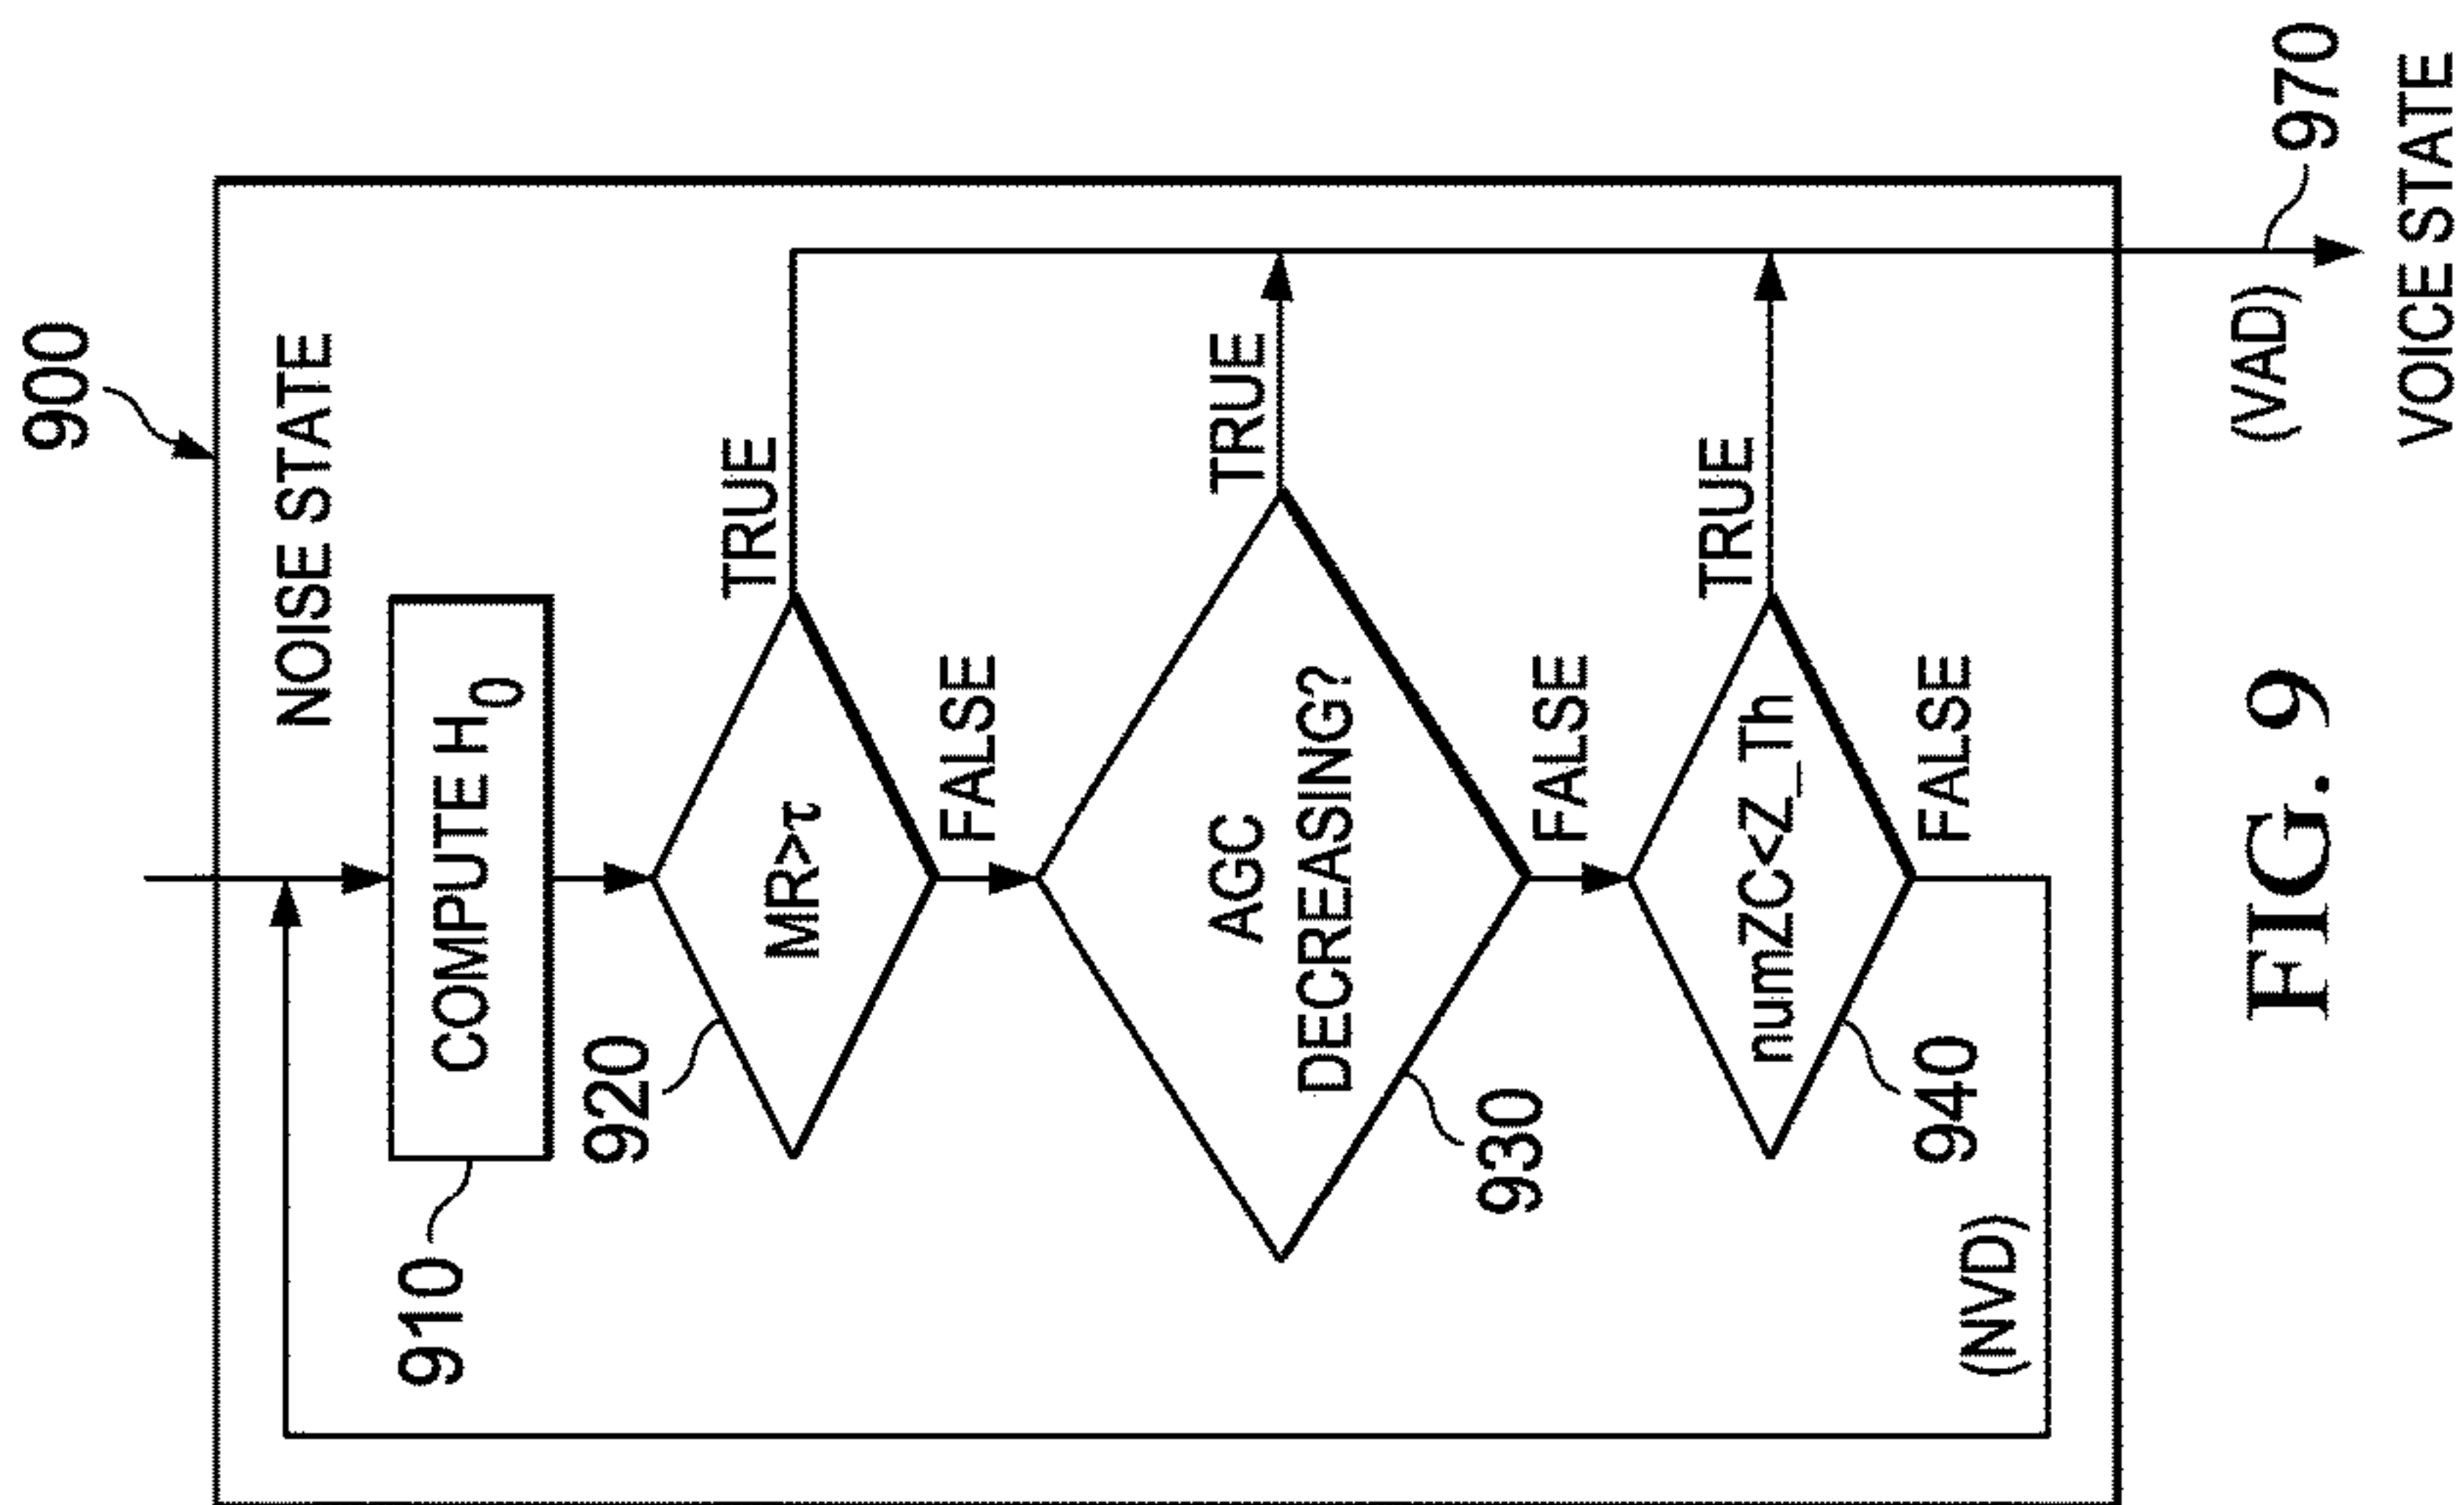 900
NOISE STATE
910
COMPUTE H0
920
MR>τ
TRUE
FALSE
AGC
DECREASING?
TRUE
930
FALSE
numZC<Z_Th
TRUE
940
FALSE
(NVD)
(VAD)
970
VOICE STATE
FIG. 9